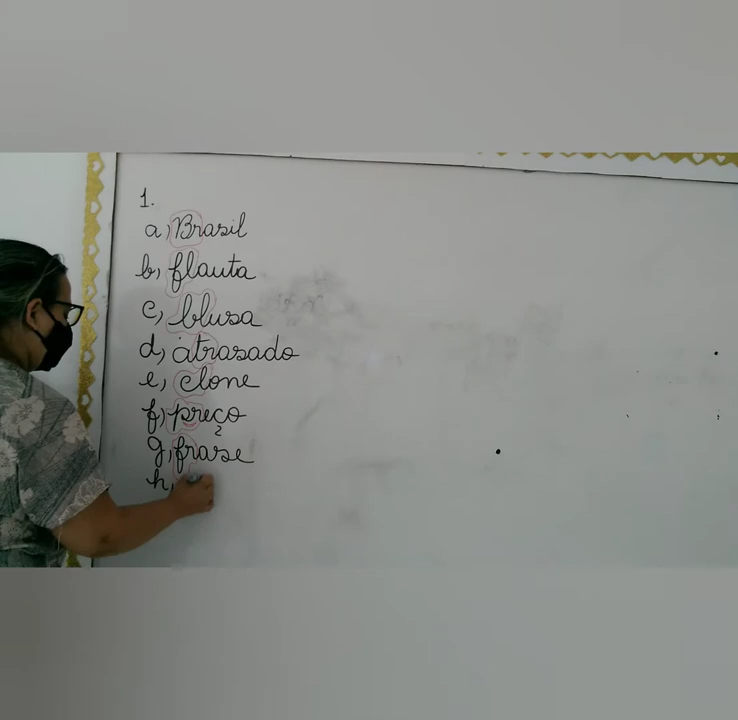 1.
a) Brasil
b) flauta
c) blusa
d) atrasado
e) clone
f) preço
g) frase
h)